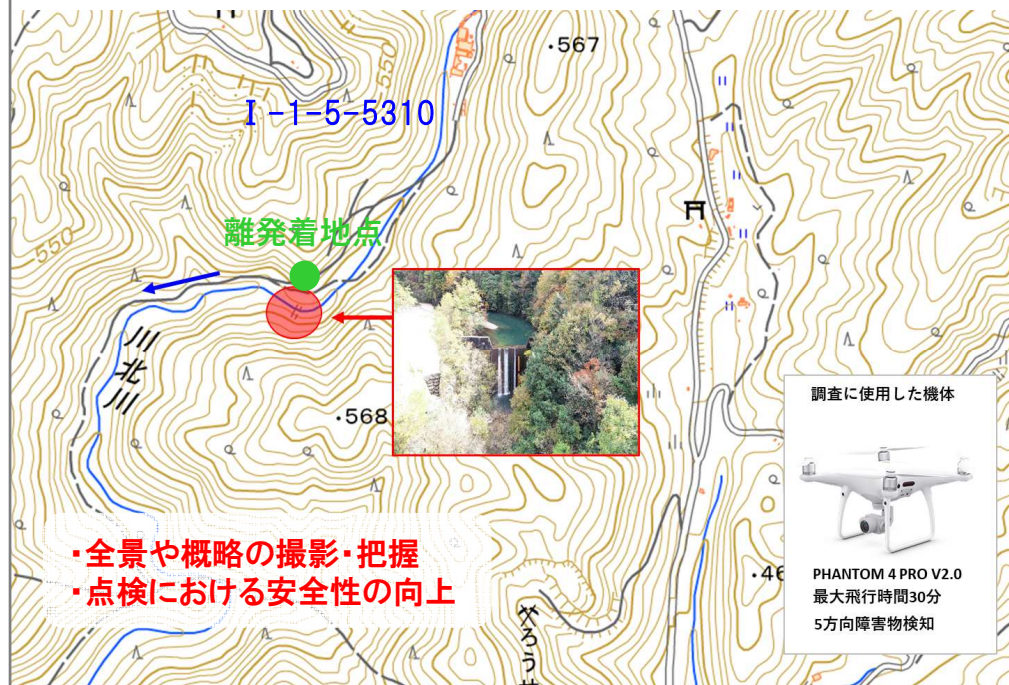 ・567
550
Ⅰ-1-5-5310
離発着地点
550
川北川
・568
調査に使用した機体
・全景や概略の撮影・把握
・点検における安全性の向上
・46
PHANTOM 4 PRO V2.0
最大飛行時間30分
5方向障害物検知
ろう